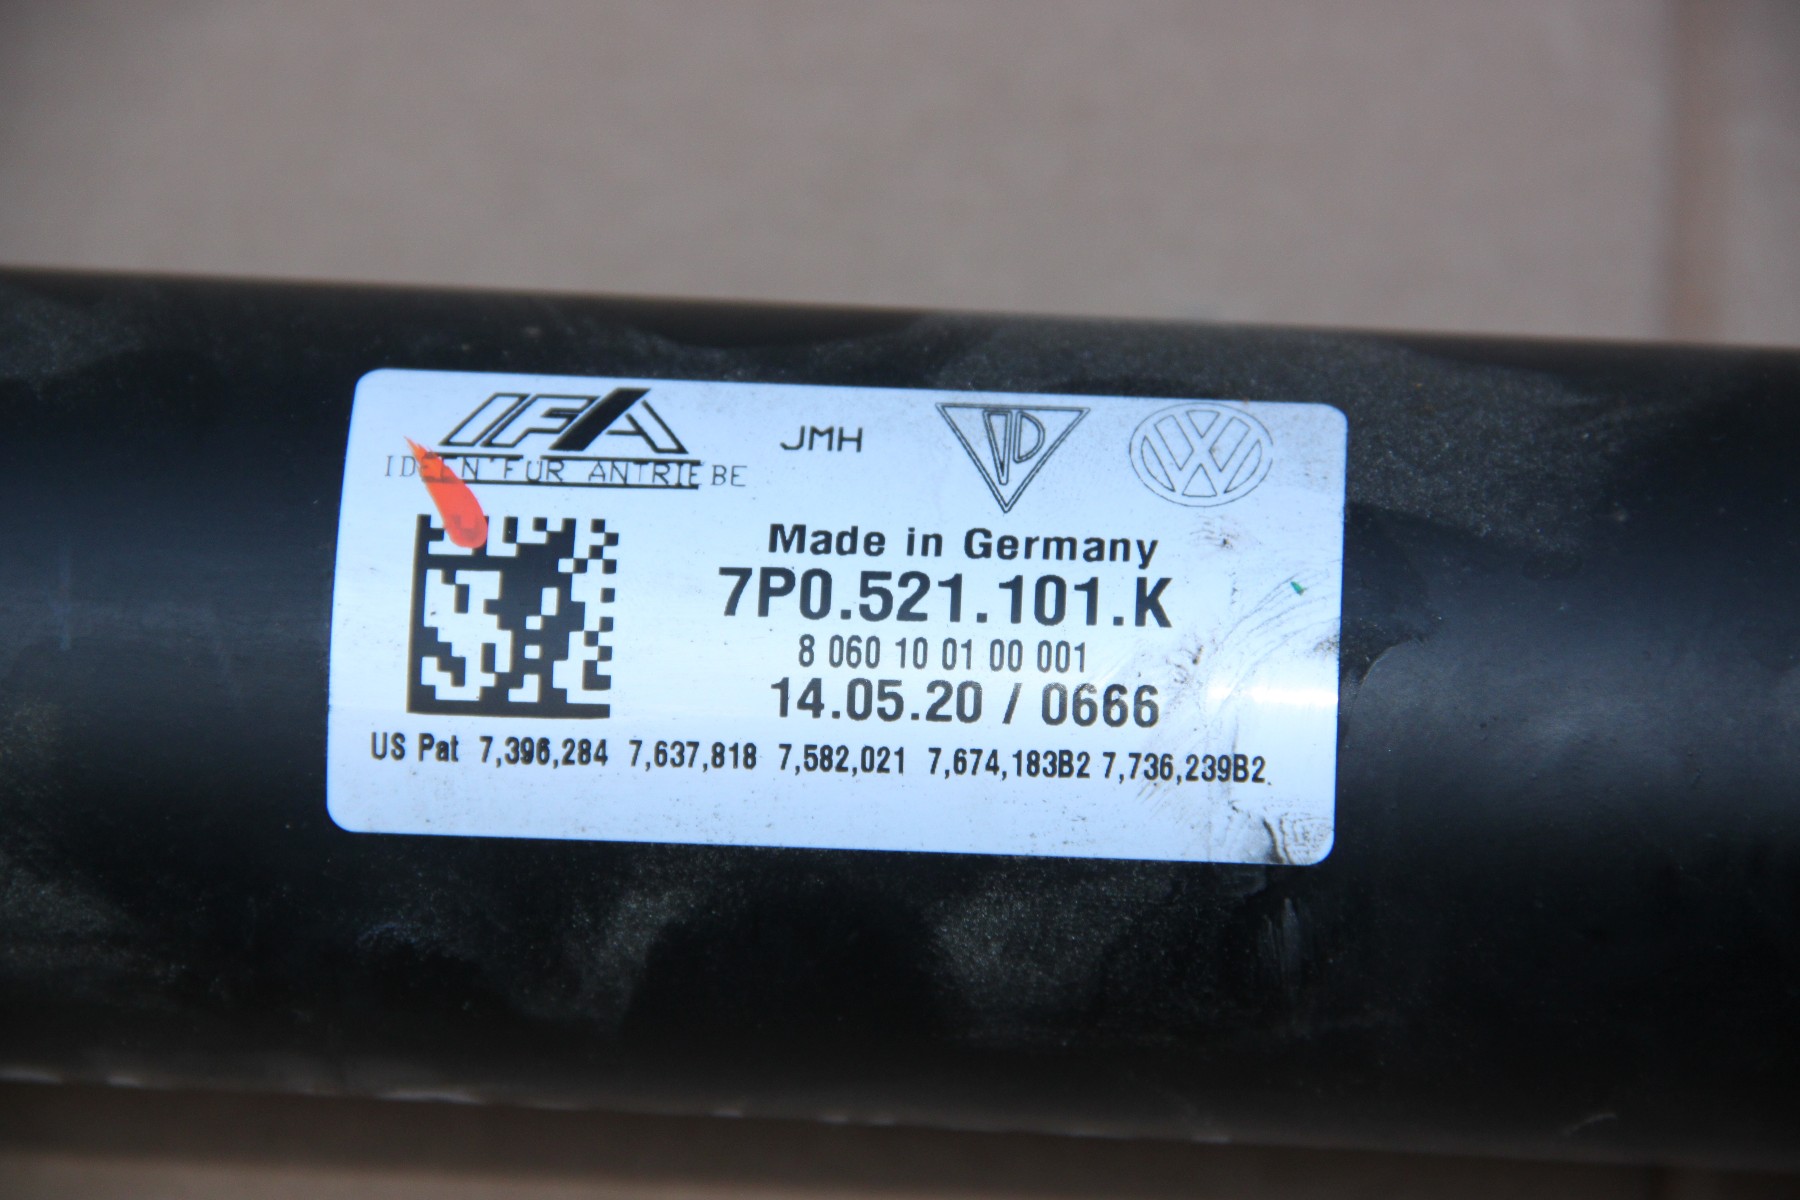 IFA
IDEEN FÜR ANTRIEBE
JMH
VW
Made in Germany
7P0.521.101.K
8 060 10 01 00 001
14.05.20 / 0666
US Pat 7,396,284 7,637,818 7,582,021 7,674,183B2 7,736,239B2.